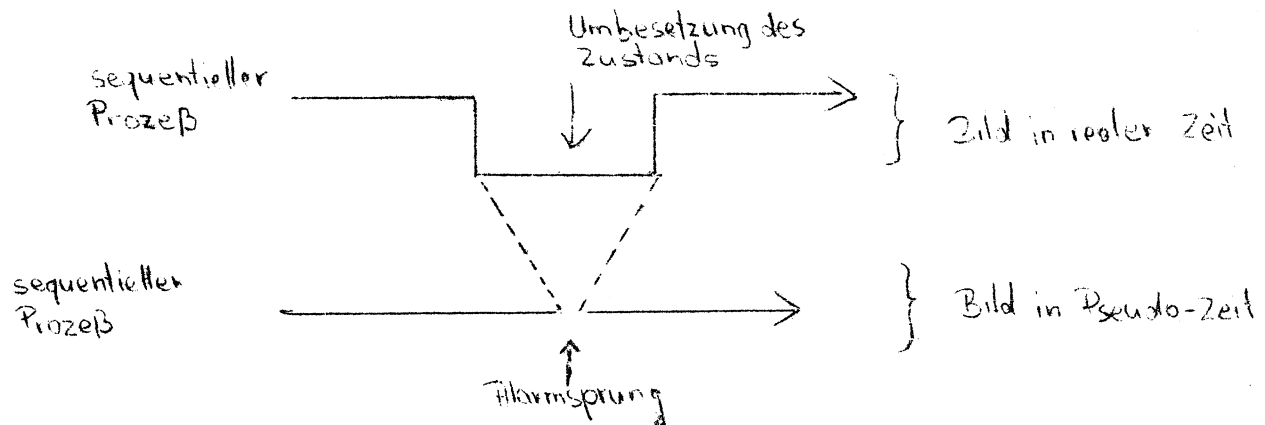 Umbesetzung des
Zustands
sequentieller
Prozeß
Bild in realer Zeit
sequentieller
Prozeß
Bild in Pseudo-Zeit
Alarmsprung